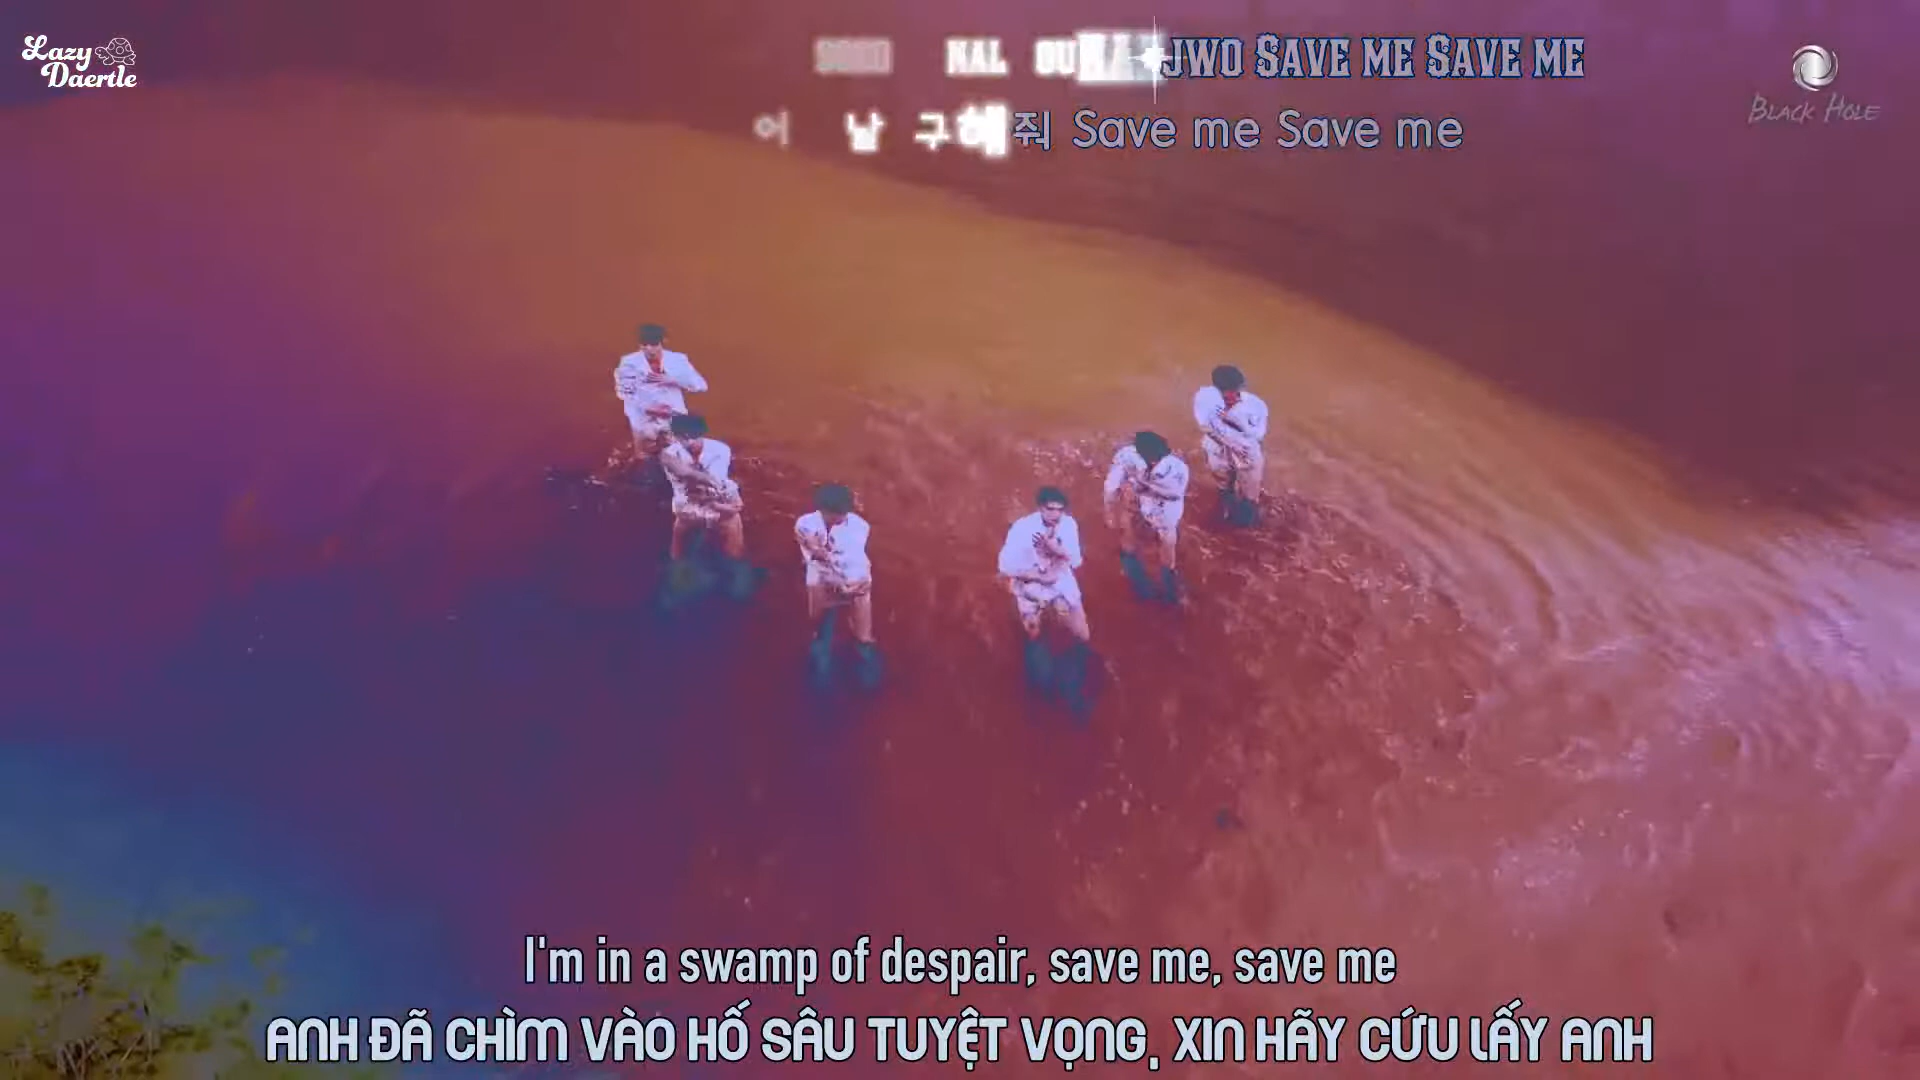 Lazy
Daertle
NAL JWO SAVE ME SAVE ME
어 날 구해줘 Save me Save me
BLACK HOLE
I'm in a swamp of despair, save me, save me
ANH ĐÃ CHÌM VÀO HỐ SÂU TUYỆT VỌNG, XIN HÃY CỨU LẤY ANH